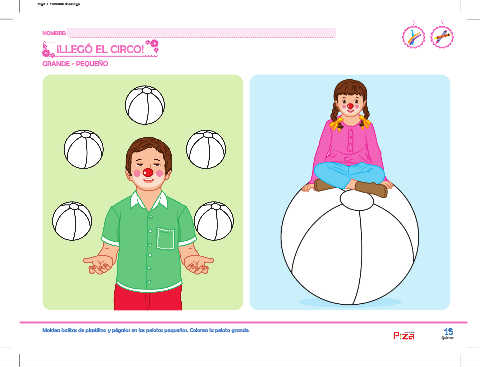 NOMBRE:
¡LLEGÓ EL CIRCO!
GRANDE - PEQUEÑO
Moldea bolitas de plastilina y pégalas en las pelotas pequeñas. Colorea la pelota grande.
Pizá
15